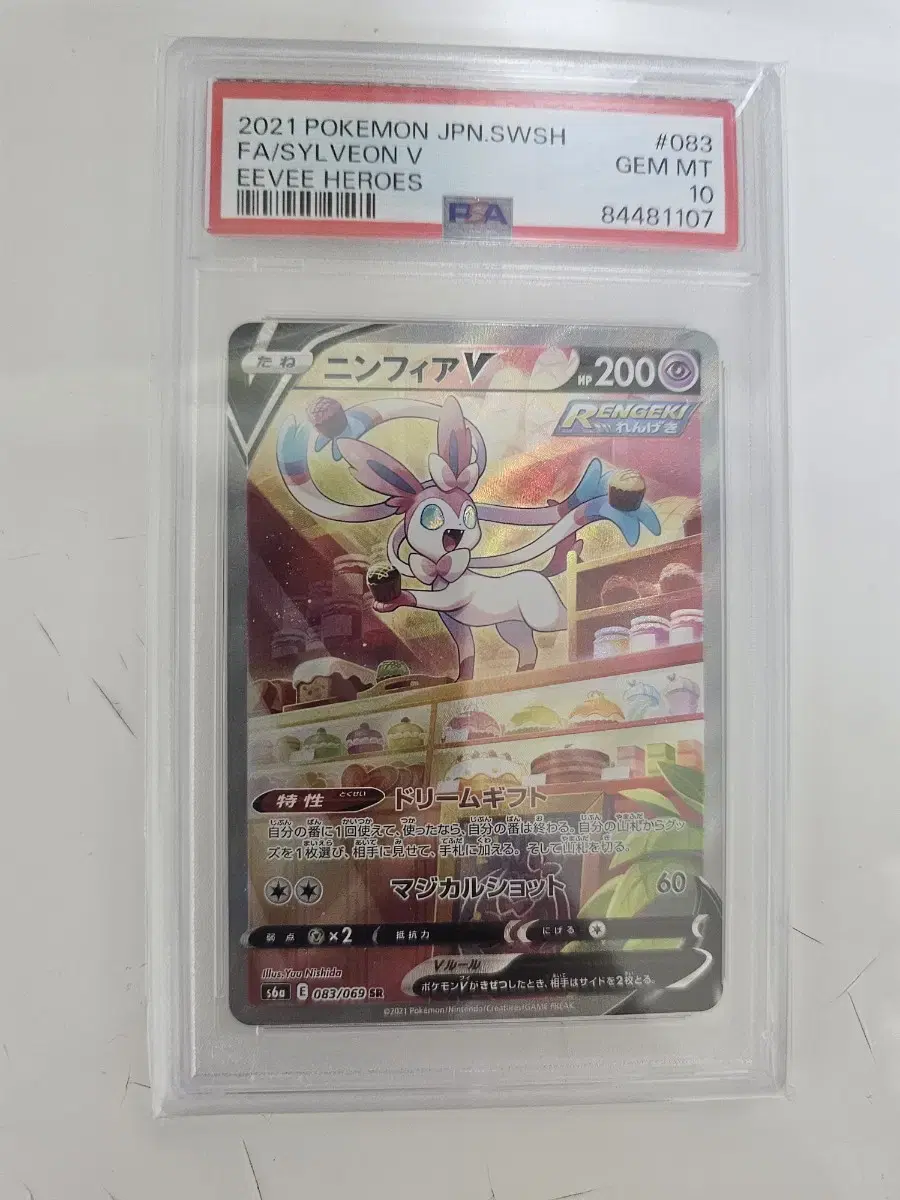 2021 POKEMON JPN.SWSH #083
FA/SYLVEON V GEM MT
EEVEE HEROES 10
PSA 84481107
たね ニンフィアV HP 200
RENGEKI
れんげき
特性 とくせい ドリームギフト
自分の番に1回使えて、使ったなら、自分の番は終わる。自分の山札からグッ
ズを1枚選び、相手に見せて、手札に加える。そして山札を切る。
マジカルショット 60
弱点 ×2 抵抗力 にげる
Vルール
Illus. You Nishida
ポケモンVがきぜつしたとき、相手はサイドを2枚とる。
s6a E 083/069 SR
©2021 Pokémon/Nintendo/Creatures/GAME FREAK.